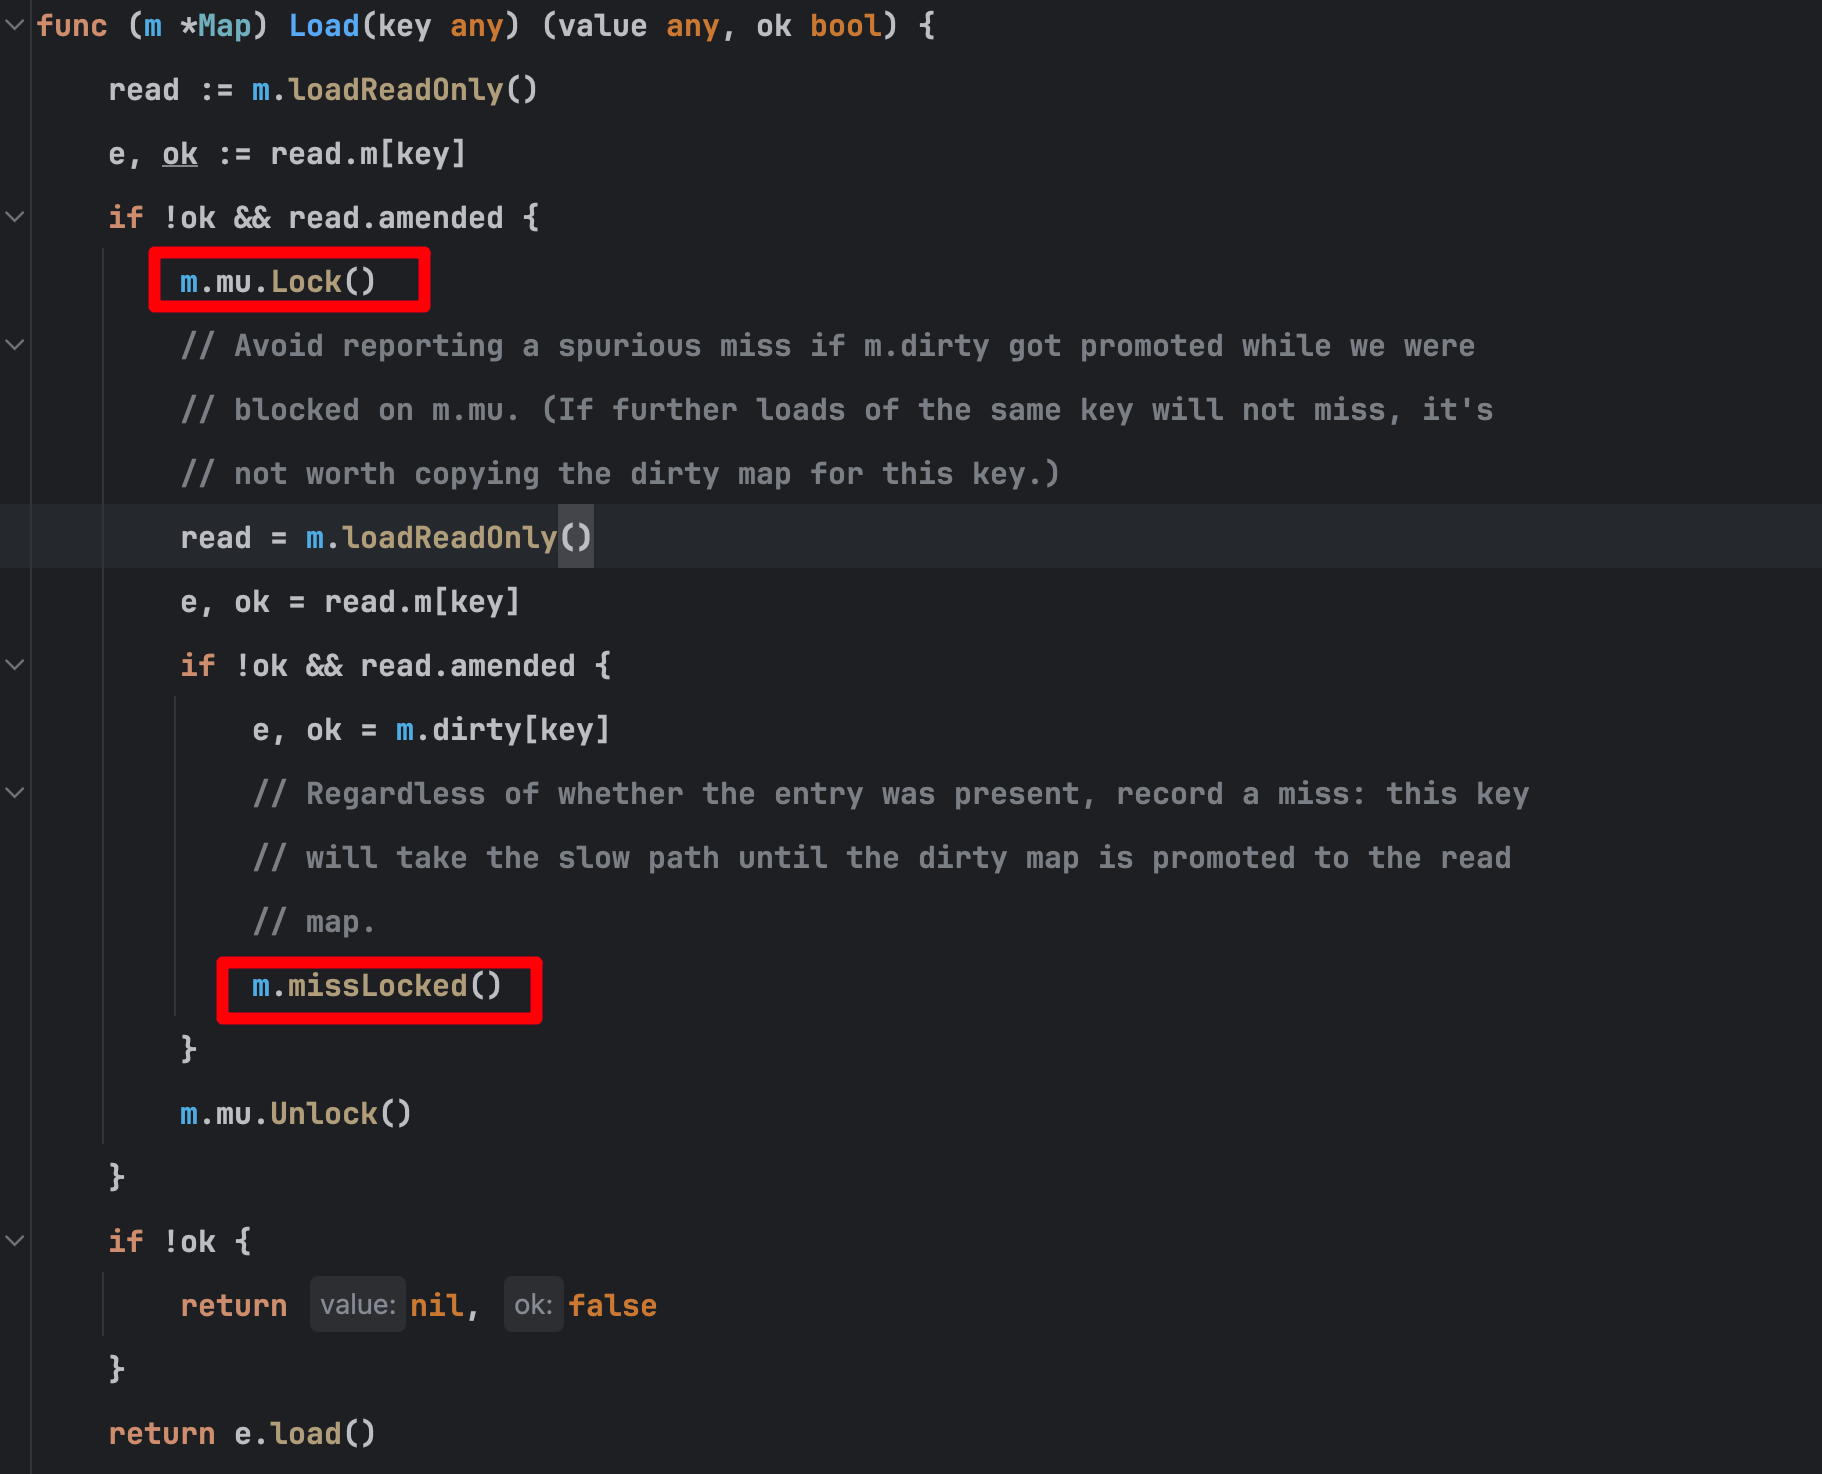 func (m *Map) Load(key any) (value any, ok bool) {
read := m.loadReadOnly()
e, ok := read.m[key]
if !ok && read.amended {
m.mu.Lock()
// Avoid reporting a spurious miss if m.dirty got promoted while we were
// blocked on m.mu. (If further loads of the same key will not miss, it's
// not worth copying the dirty map for this key.)
read = m.loadReadOnly()
e, ok = read.m[key]
if !ok && read.amended {
e, ok = m.dirty[key]
// Regardless of whether the entry was present, record a miss: this key
// will take the slow path until the dirty map is promoted to the read
// map.
m.missLocked()
}
m.mu.Unlock()
}
if !ok {
return value: nil, ok: false
}
return e.load()